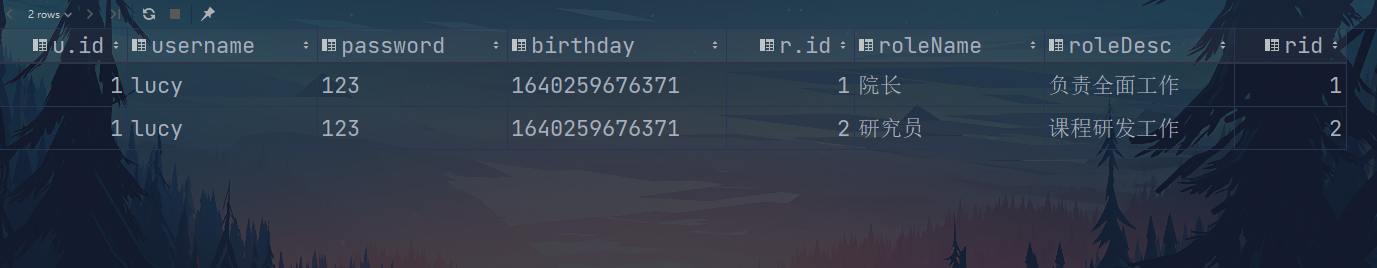 2 rows
u.id username password birthday r.id roleName roleDesc rid
1 lucy 123 1640259676371 1 院长 负责全面工作 1
1 lucy 123 1640259676371 2 研究员 课程研发工作 2